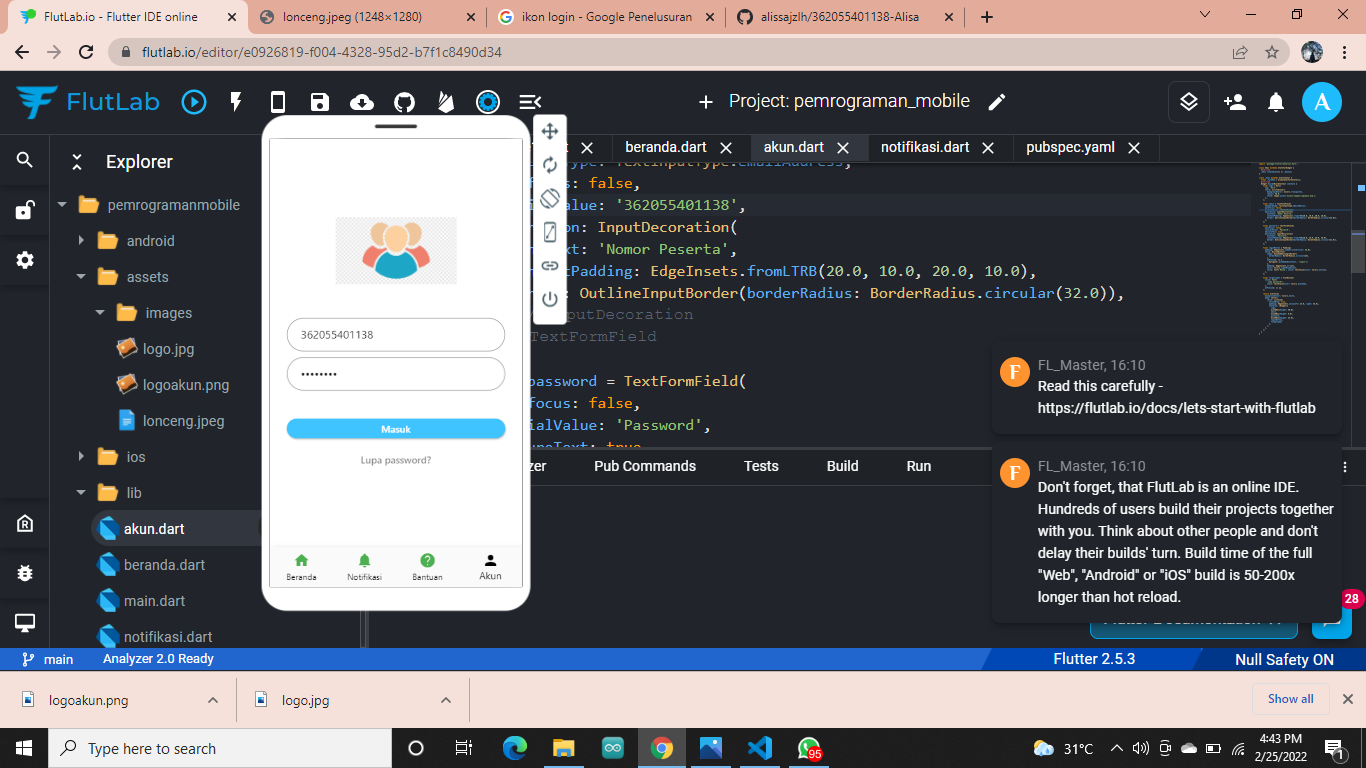 FlutLab.io - Flutter IDE online
lonceng.jpeg (1248×1280)
ikon login - Google Penelusuran
alissajzlh/362055401138-Alisa
flutlab.io/editor/e0926819-f004-4328-95d2-b7f1c8490d34
FlutLab
Project: pemrograman_mobile
A
Explorer
beranda.dart
akun.dart
notifikasi.dart
pubspec.yaml
pemrogramanmobile
android
assets
images
logo.jpg
logoakun.png
lonceng.jpeg
ios
lib
akun.dart
beranda.dart
main.dart
notifikasi.dart
362055401138
••••••••
Masuk
Lupa password?
Beranda
Notifikasi
Bantuan
Akun
TextInputType.emailAddress,
: false,
alue: '362055401138',
on: InputDecoration(
ext: 'Nomor Peserta',
tPadding: EdgeInsets.fromLTRB(20.0, 10.0, 20.0, 10.0),
: OutlineInputBorder(borderRadius: BorderRadius.circular(32.0)),
putDecoration
TextFormField
password = TextFormField(
focus: false,
ialValue: 'Password',
ureText: true
zer
Pub Commands
Tests
Build
Run
F
FL_Master, 16:10
Read this carefully -
https://flutlab.io/docs/lets-start-with-flutlab
F
FL_Master, 16:10
Don't forget, that FlutLab is an online IDE.
Hundreds of users build their projects together
with you. Think about other people and don't
delay their builds' turn. Build time of the full
"Web", "Android" or "iOS" build is 50-200x
longer than hot reload.
28
main
Analyzer 2.0 Ready
Flutter 2.5.3
Null Safety ON
logoakun.png
logo.jpg
Show all
Type here to search
95
31°C
4:43 PM
2/25/2022
1